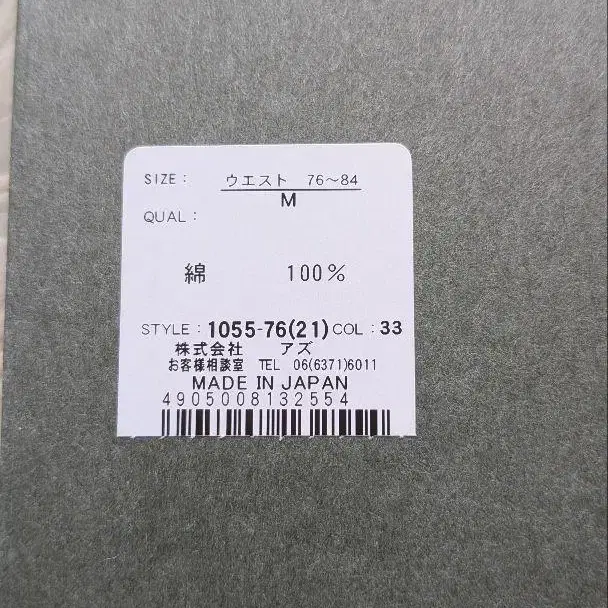 SIZE: ウエスト 76〜84
M
QUAL:
綿 100%
STYLE: 1055-76(21) COL: 33
株式会社 アズ
お客様相談室 TEL 06(6371)6011
MADE IN JAPAN
4905008132554